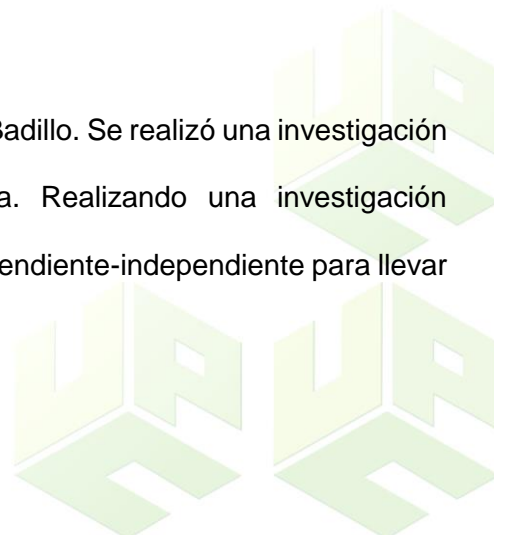 Badillo. Se realizó una investigación
a. Realizando una investigación
endiente-independiente para llevar